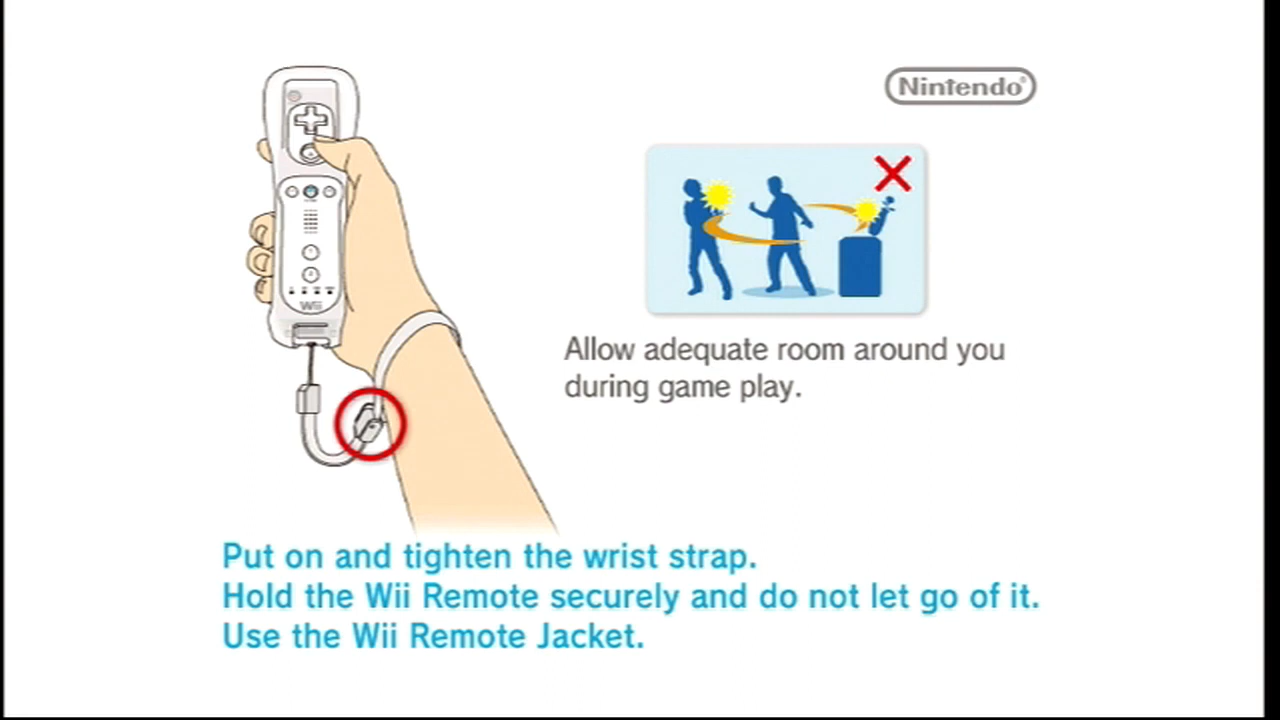 Nintendo®
Wii
Allow adequate room around you
during game play.
Put on and tighten the wrist strap.
Hold the Wii Remote securely and do not let go of it.
Use the Wii Remote Jacket.